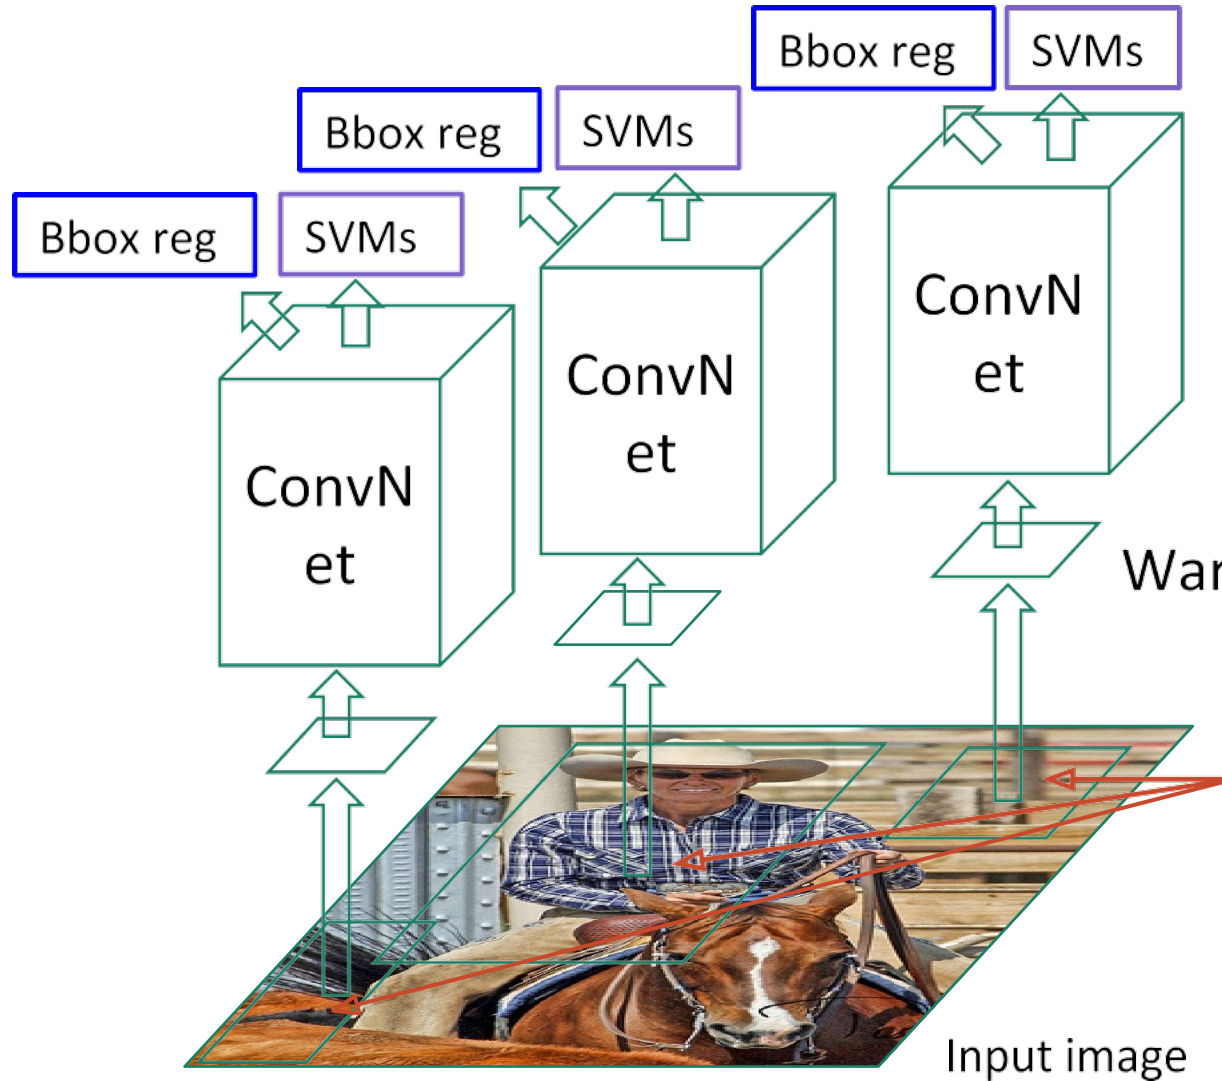 Bbox reg
SVMs
Bbox reg
SVMs
Bbox reg
SVMs
ConvN
et
ConvN
et
ConvN
et
Input image